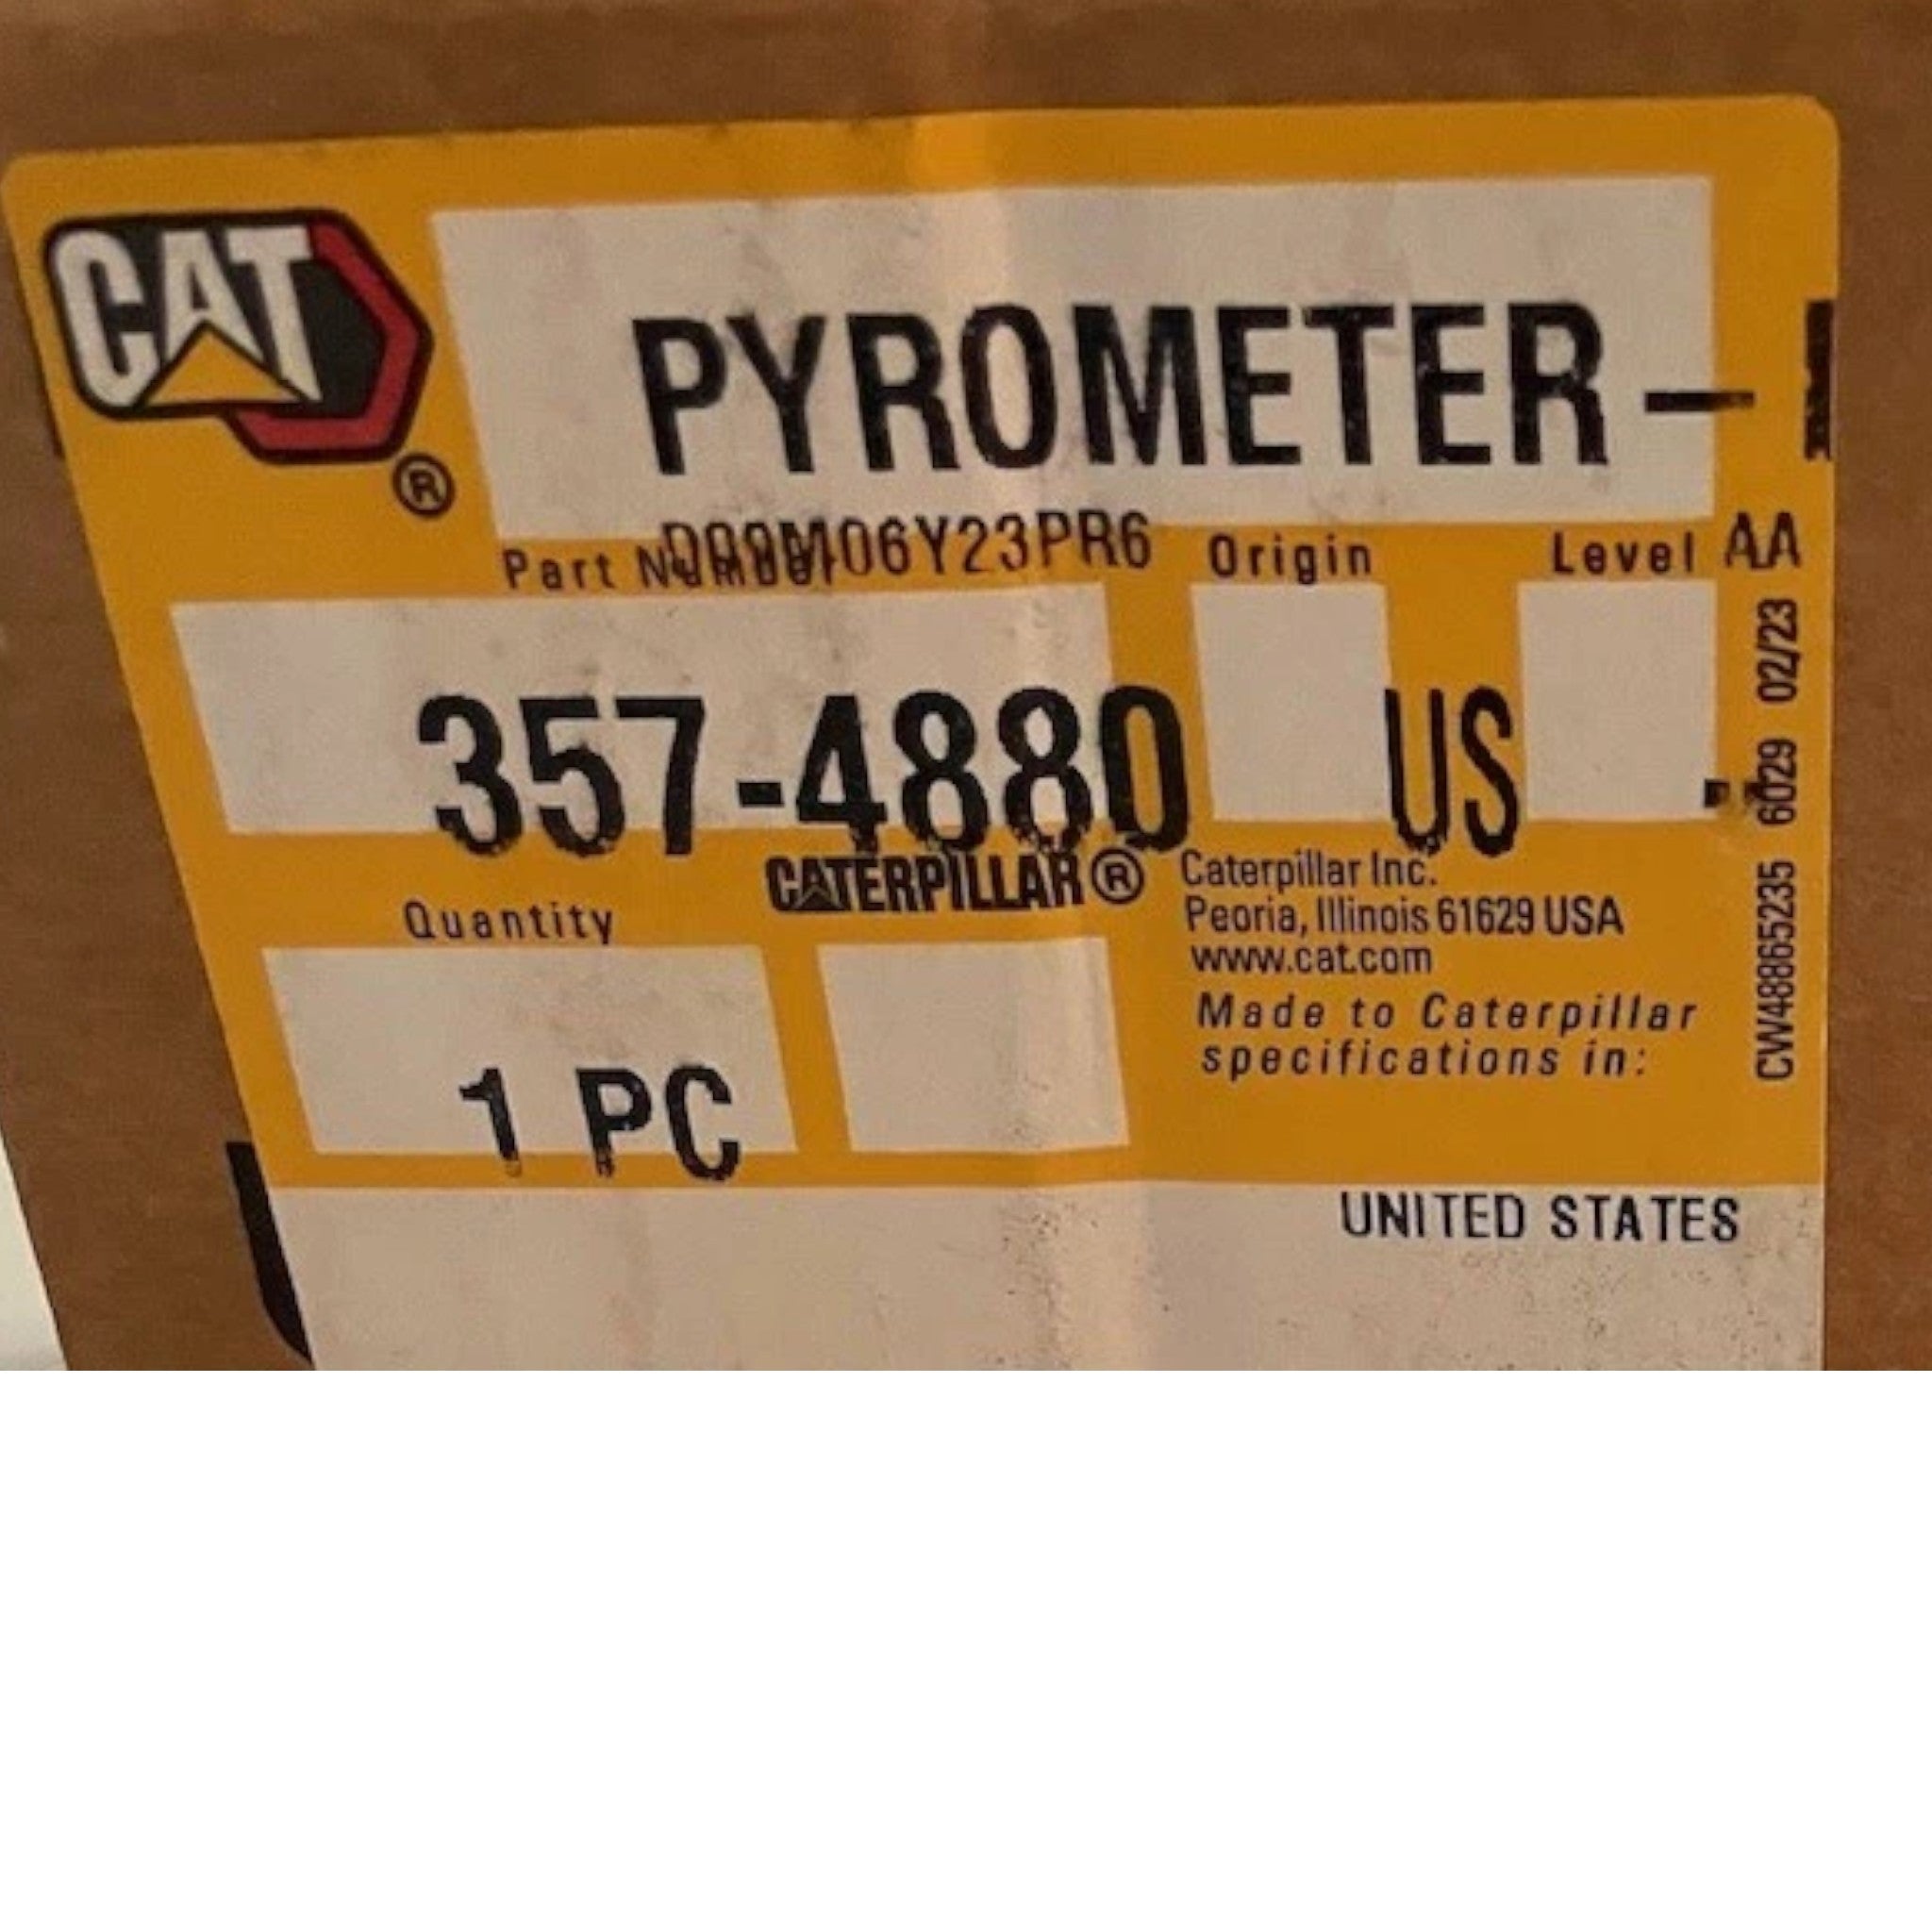 CAT®
PYROMETER-
Part Number D09M06Y23PR6 Origin Level AA
357-4880 US
CATERPILLAR®
Caterpillar Inc.
Peoria, Illinois 61629 USA
www.cat.com
Made to Caterpillar
specifications in:
Quantity
1 PC
UNITED STATES
CW48865235 6029 02/23